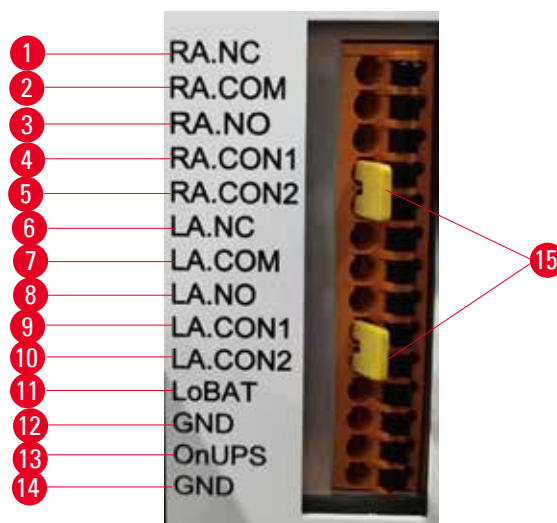 1 RA.NC
2 RA.COM
3 RA.NO
4 RA.CON1
5 RA.CON2
6 LA.NC
7 LA.COM
15
8 LA.NO
9 LA.CON1
10 LA.CON2
11 LoBAT
12 GND
13 OnUPS
14 GND